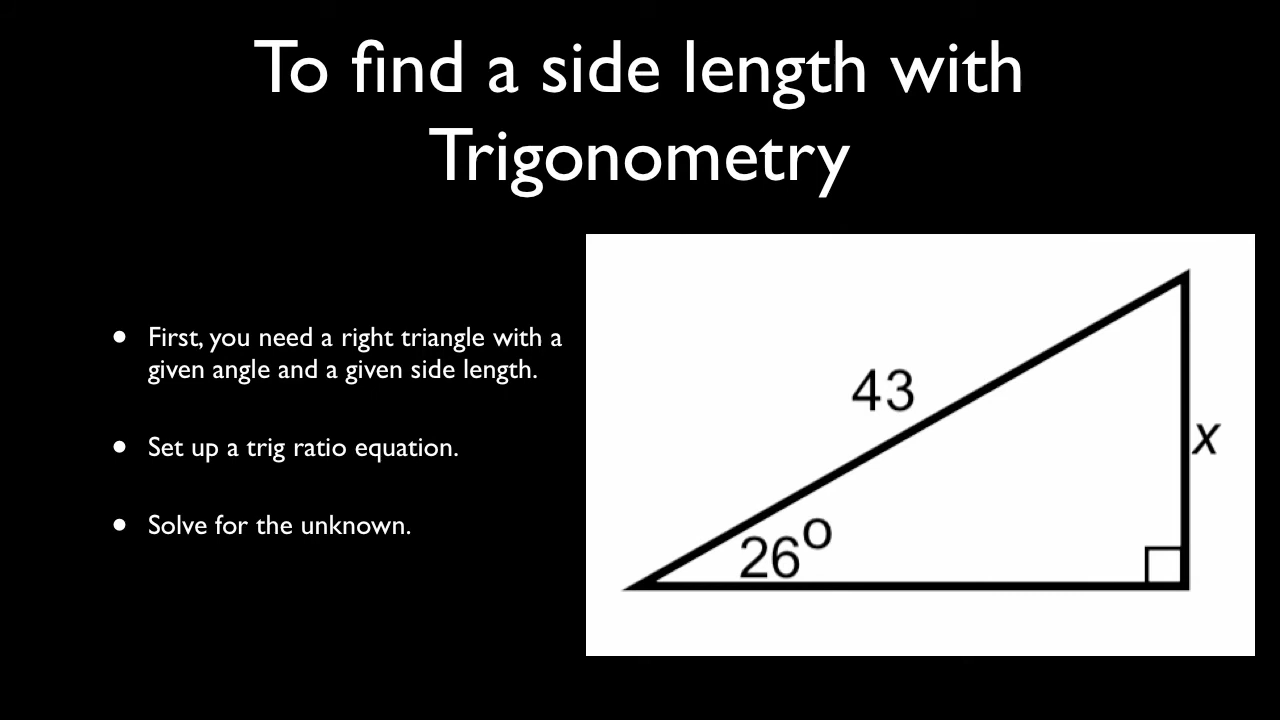 To find a side length with
Trigonometry
• First, you need a right triangle with a
given angle and a given side length.
• Set up a trig ratio equation.
• Solve for the unknown.
43
x
26º